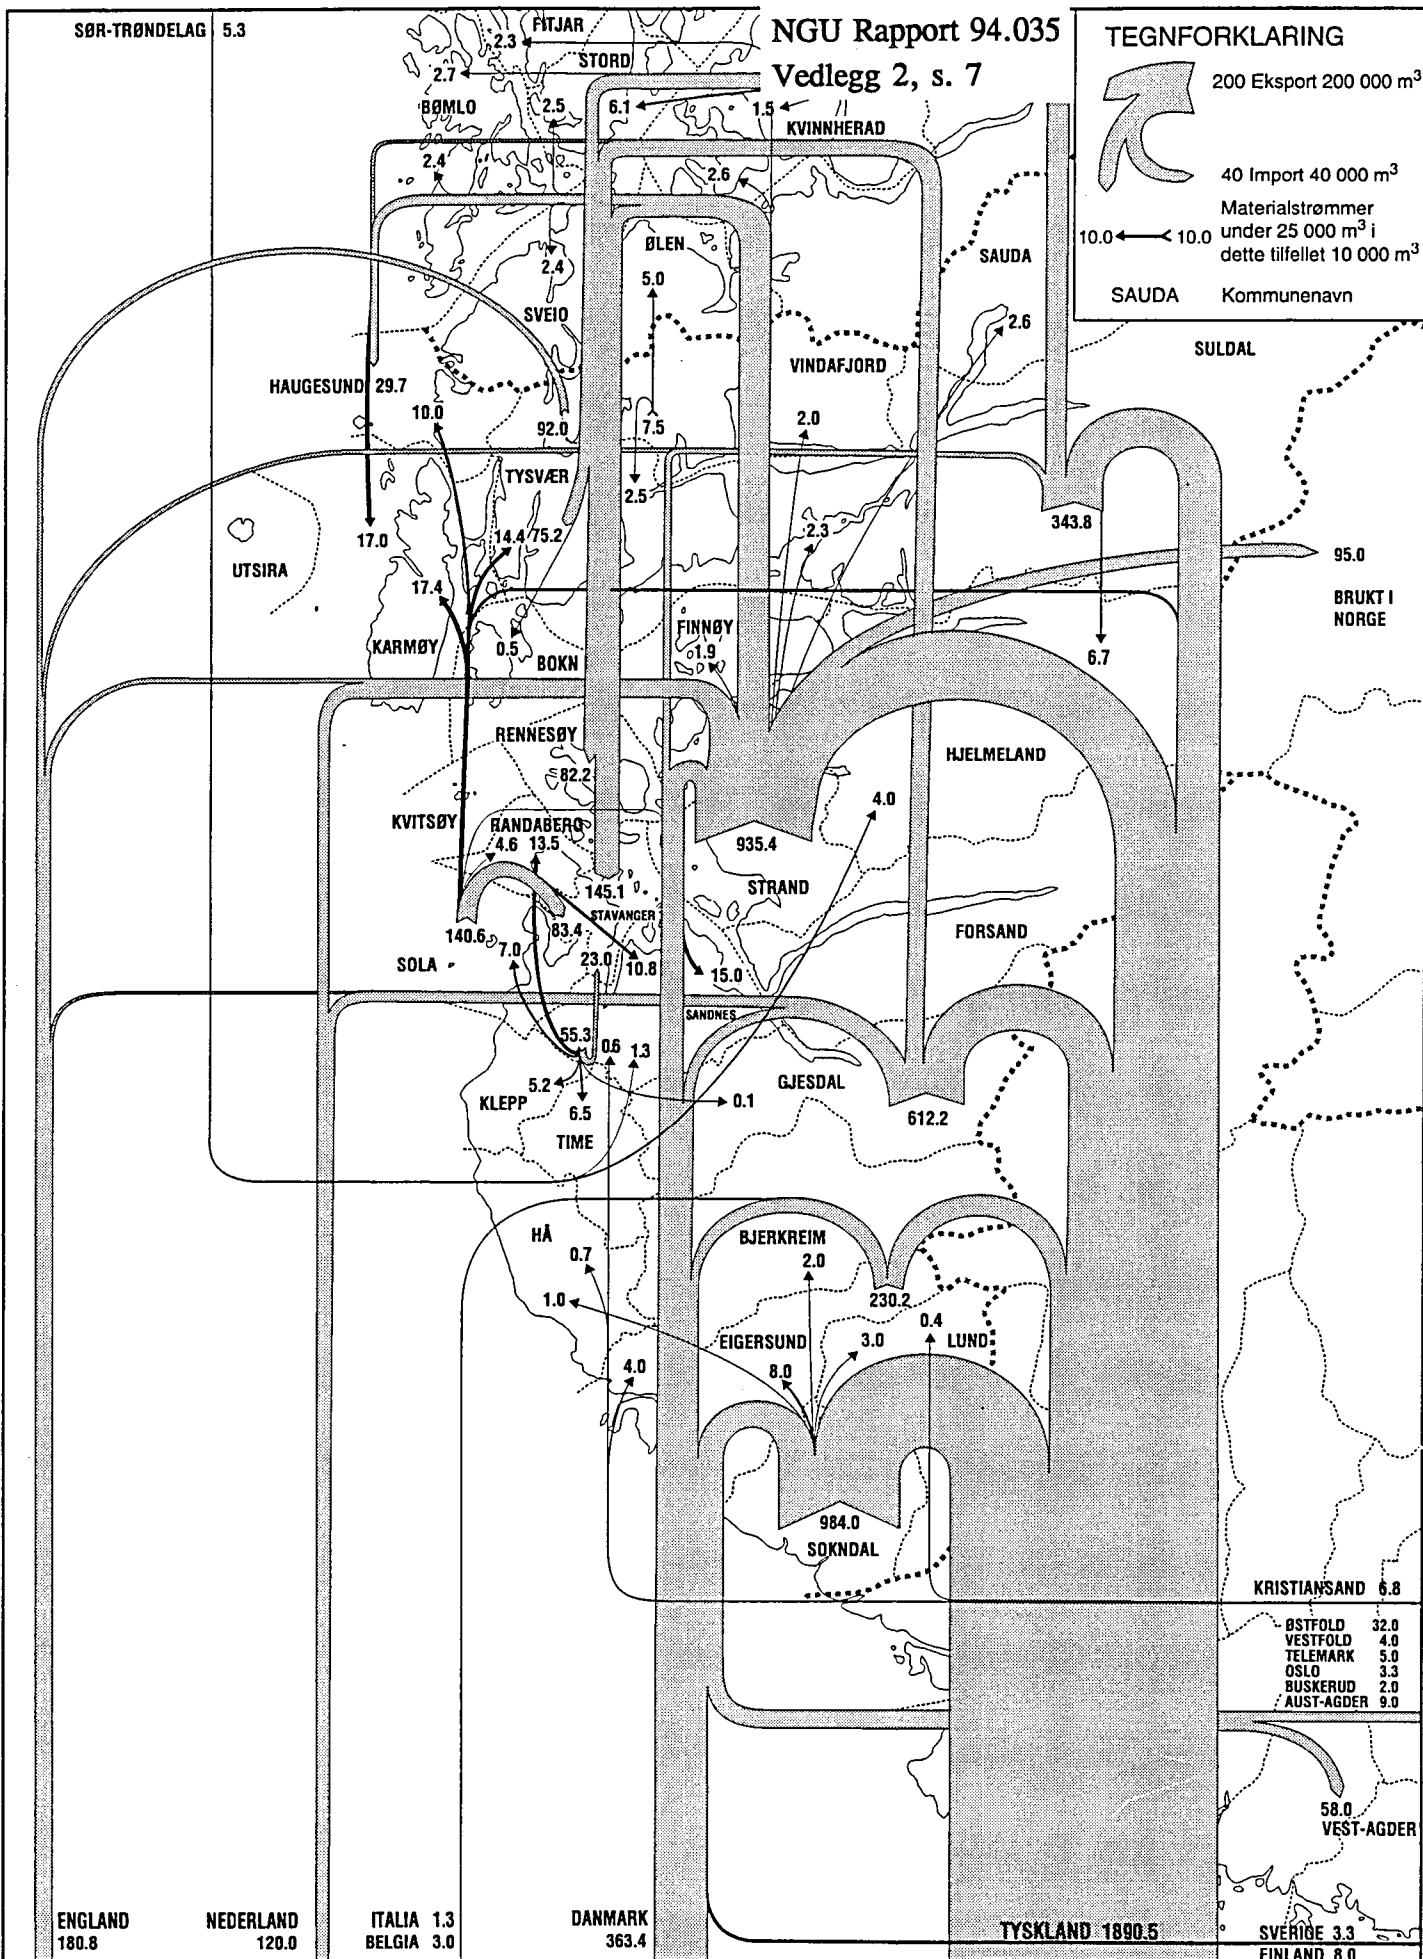 NGU Rapport 94.035
Vedlegg 2, s. 7
TEGNFORKLARING
200 Eksport 200 000 m³
40 Import 40 000 m³
Materialstrømmer
10.0 10.0 under 25 000 m³ i
dette tilfellet 10 000 m³
SAUDA Kommunenavn
SØR-TRØNDELAG 5.3
FITJAR
2.3
STORD
2.7
BØMLO
2.5
6.1
1.5
KVINNHERAD
2.4
2.6
ØLEN
SAUDA
2.4
5.0
SVEIO
2.6
SULDAL
VINDAFJORD
HAUGESUND 29.7
10.0
92.0
7.5
2.0
TYSVÆR
2.5
343.8
17.0
14.4 75.2
2.3
95.0
UTSIRA
17.4
BRUKT I
NORGE
FINNØY
KARMØY
0.5
BOKN
1.9
6.7
RENNESØY
HJELMELAND
82.2
4.0
KVITSØY
RANDABERG
4.6 13.5
935.4
145.1
STRAND
STAVANGER
140.6
83.4
FORSAND
7.0
SOLA
23.0
10.8
15.0
SANDNES
55.3
0.6
1.3
GJESDAL
5.2
KLEPP
6.5
0.1
612.2
TIME
HÅ
BJERKREIM
0.7
2.0
1.0
230.2
0.4
EIGERSUND
3.0
LUND
4.0
8.0
984.0
SOKNDAL
KRISTIANSAND 6.8
ØSTFOLD 32.0
VESTFOLD 4.0
TELEMARK 5.0
OSLO 3.3
BUSKERUD 2.0
AUST-AGDER 9.0
58.0
VEST-AGDER
ENGLAND
180.8
NEDERLAND
120.0
ITALIA 1.3
BELGIA 3.0
DANMARK
363.4
TYSKLAND 1890.5
SVERIGE 3.3
FINLAND 8.0